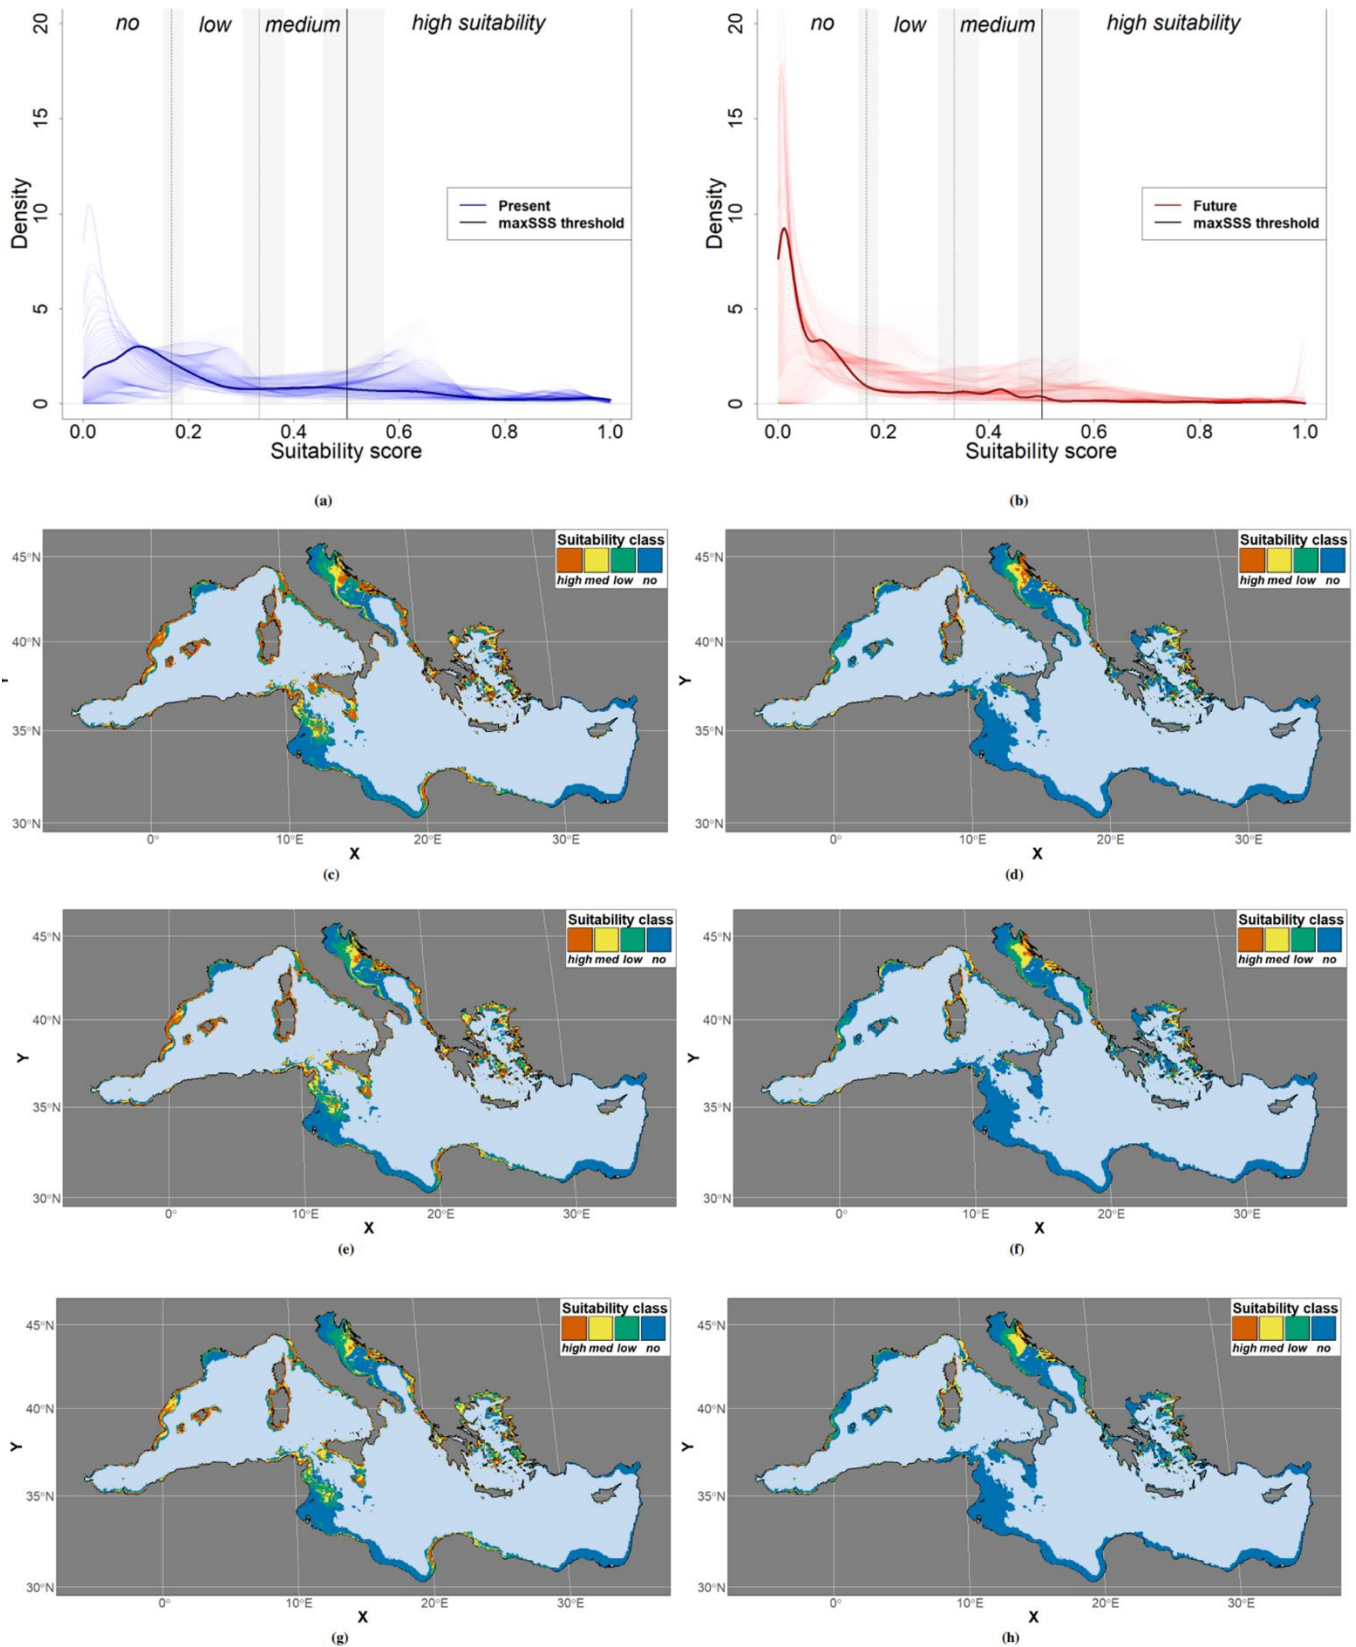 no low medium high suitability
20
15
10
5
0
Density
Present
maxSSS threshold
0.0 0.2 0.4 0.6 0.8 1.0
Suitability score
(a)
no low medium high suitability
20
15
10
5
0
Density
Future
maxSSS threshold
0.0 0.2 0.4 0.6 0.8 1.0
Suitability score
(b)
Suitability class
high med low no
45°N
40°N
35°N
30°N
0° 10°E 20°E 30°E
X
(c)
Suitability class
high med low no
45°N
40°N
Y
35°N
30°N
0° 10°E 20°E 30°E
X
(d)
Suitability class
high med low no
45°N
40°N
Y
35°N
30°N
0° 10°E 20°E 30°E
X
(e)
Suitability class
high med low no
45°N
40°N
Y
35°N
30°N
0° 10°E 20°E 30°E
X
(f)
Suitability class
high med low no
45°N
40°N
Y
35°N
30°N
0° 10°E 20°E 30°E
X
(g)
Suitability class
high med low no
45°N
40°N
Y
35°N
30°N
0° 10°E 20°E 30°E
X
(h)